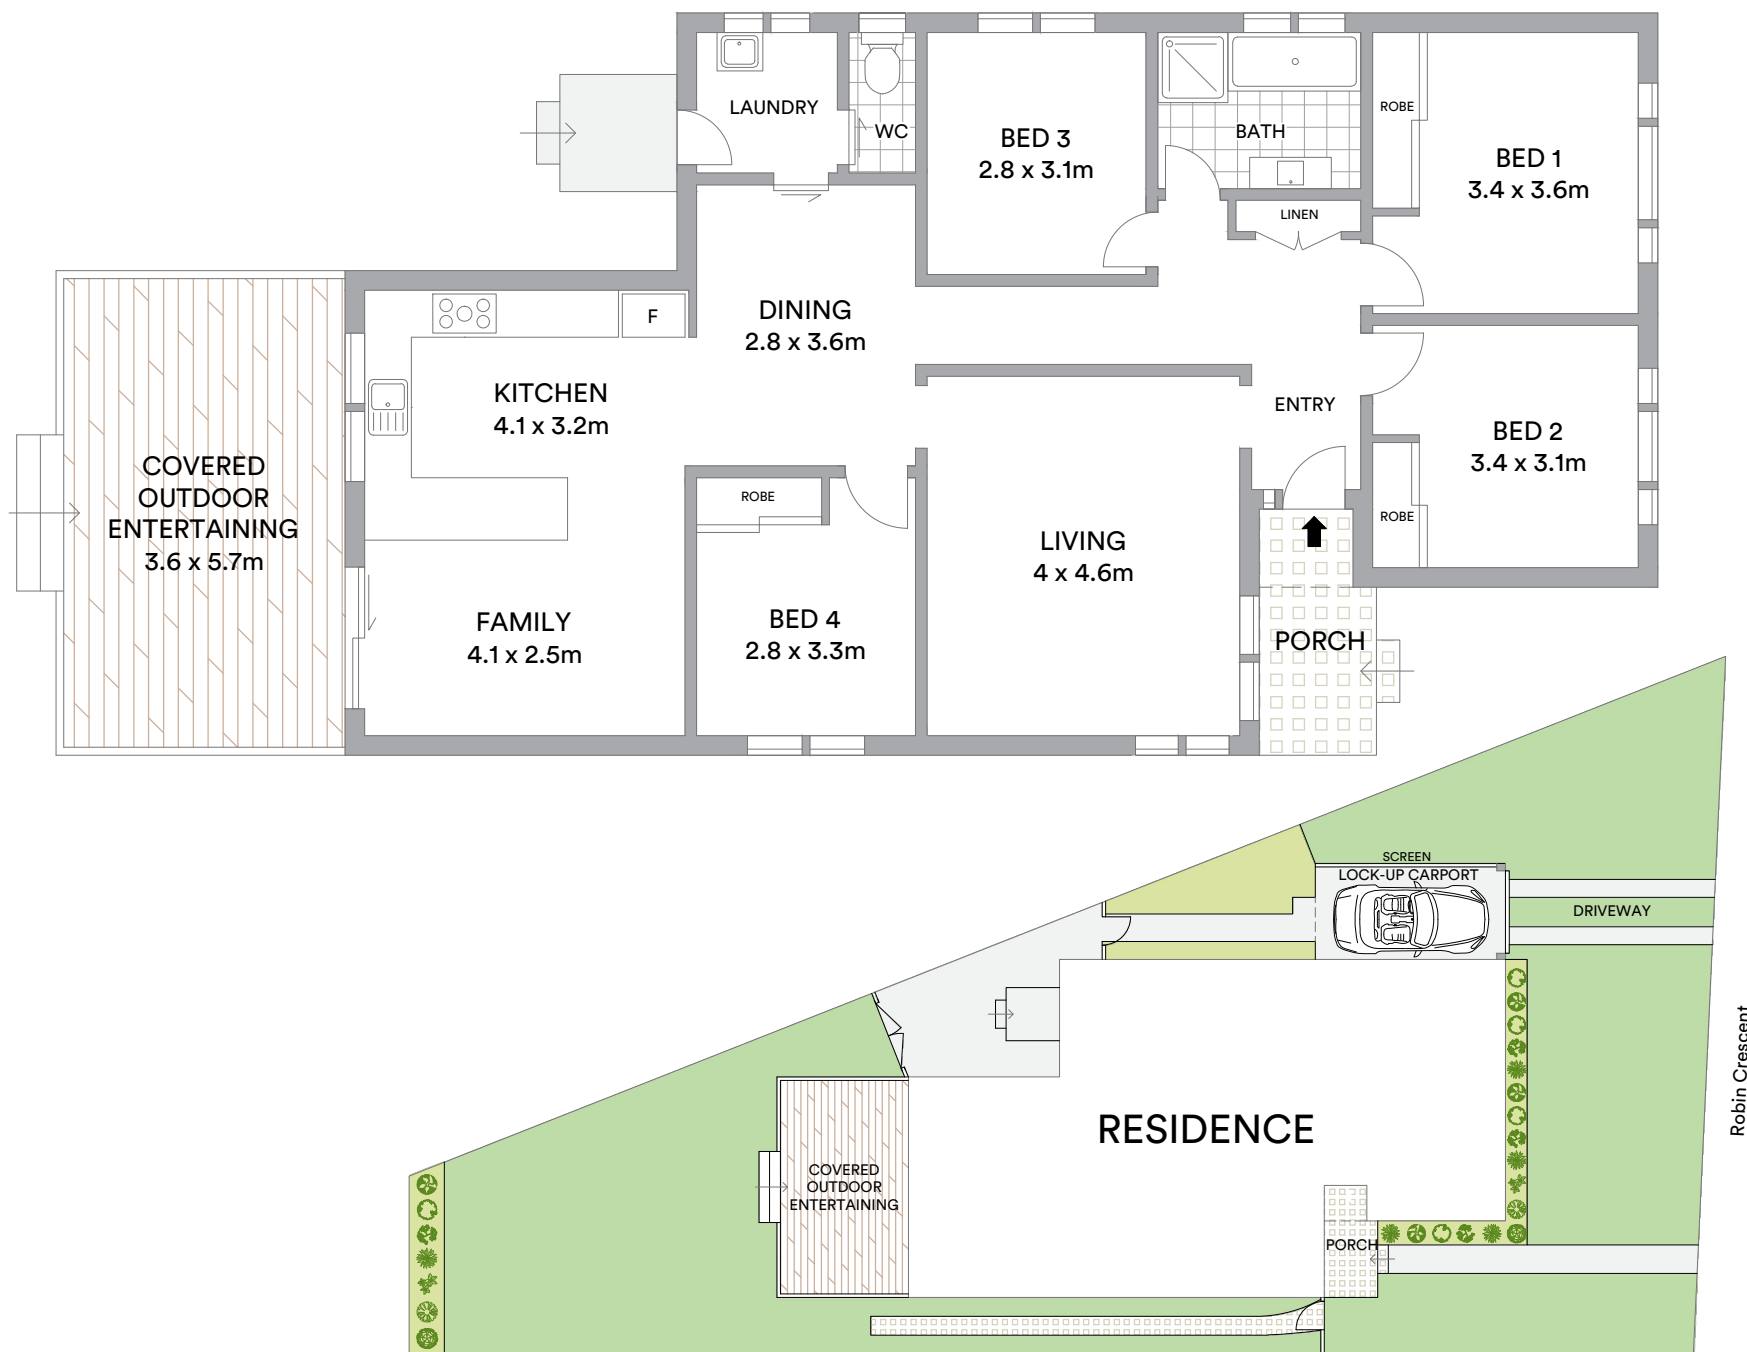 LAUNDRY
WC
BED 3
2.8 x 3.1m
BATH
ROBE
BED 1
3.4 x 3.6m
LINEN
DINING
2.8 x 3.6m
F
KITCHEN
4.1 x 3.2m
ENTRY
BED 2
3.4 x 3.1m
ROBE
COVERED
OUTDOOR
ENTERTAINING
3.6 x 5.7m
ROBE
LIVING
4 x 4.6m
FAMILY
4.1 x 2.5m
BED 4
2.8 x 3.3m
PORCH
SCREEN
LOCK-UP CARPORT
DRIVEWAY
Robin Crescent
RESIDENCE
COVERED
OUTDOOR
ENTERTAINING
PORCH